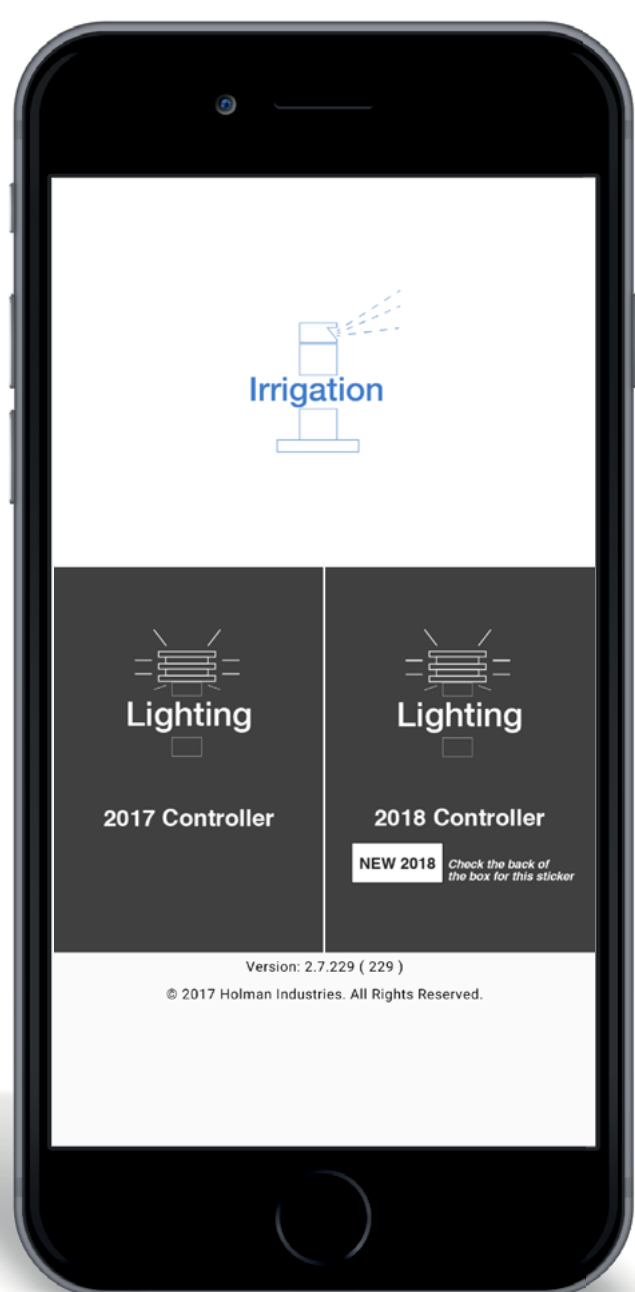 Irrigation
Lighting
2017 Controller
Lighting
2018 Controller
NEW 2018
Check the back of
the box for this sticker
Version: 2.7.229 ( 229 )
© 2017 Holman Industries. All Rights Reserved.